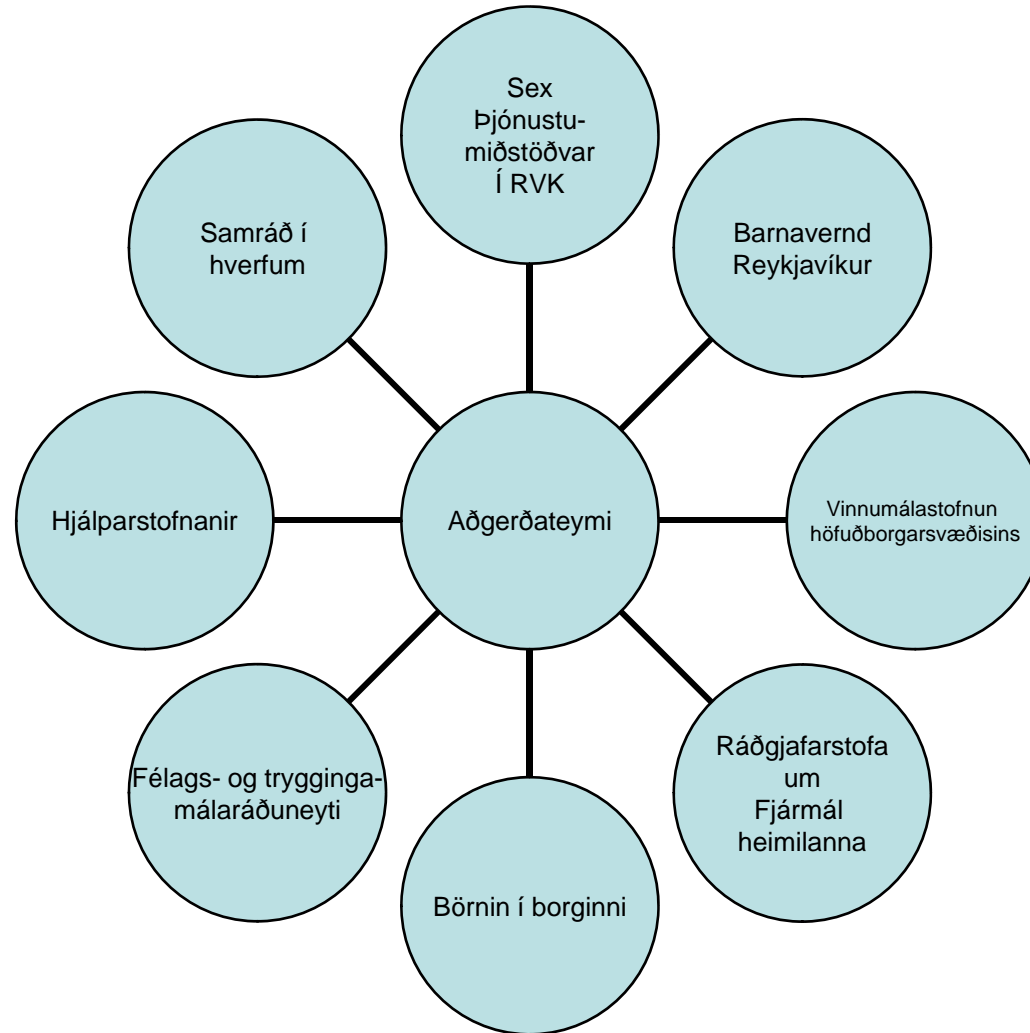 Sex
Þjónustu-
miðstöðvar
Í RVK
Samráð í
hverfum
Barnavernd
Reykjavíkur
Hjálparstofnanir
Aðgerðateymi
Vinnumálastofnun
höfuðborgarsvæðisins
Félags- og trygginga-
málaráðuneyti
Ráðgjafarstofa
um
Fjármál
heimilanna
Börnin í borginni